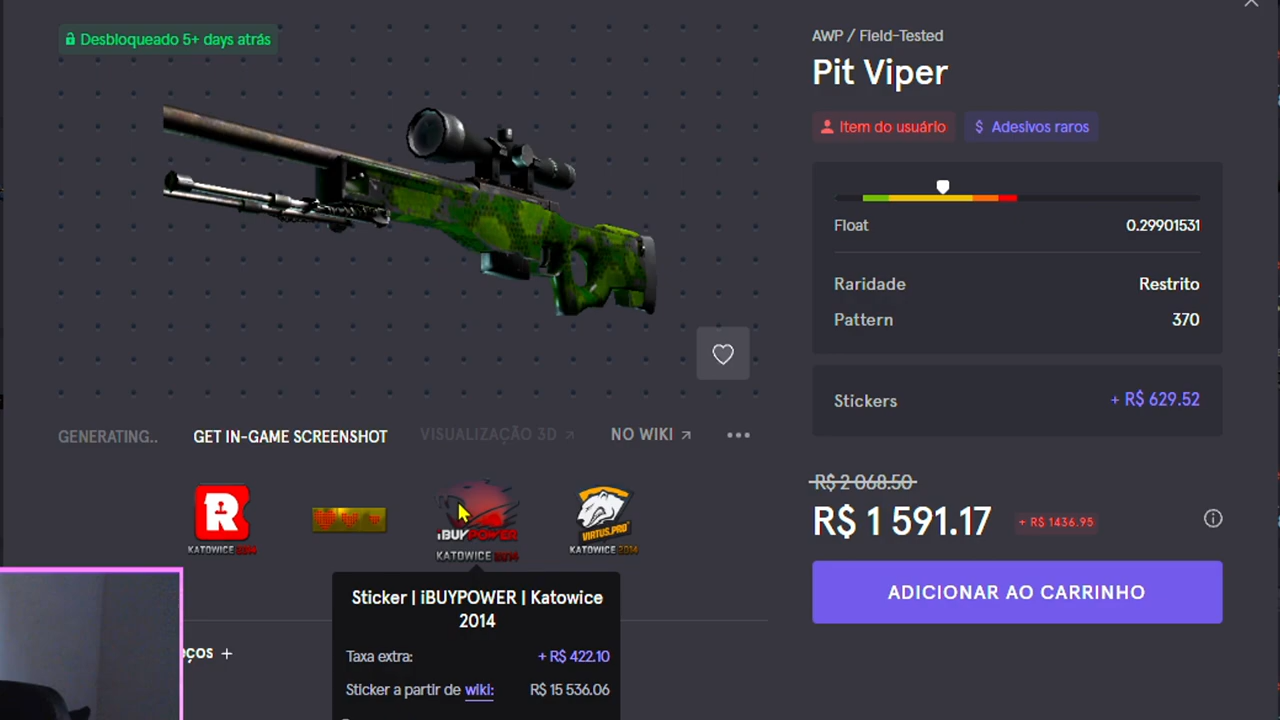 Desbloqueado 5+ days atrás
AWP / Field-Tested
Pit Viper
Item do usuário
$ Adesivos raros
Float 0.29901531
Raridade Restrito
Pattern 370
Stickers + R$ 629.52
GENERATING..
GET IN-GAME SCREENSHOT
VISUALIZAÇÃO 3D
NO WIKI
R$ 2 068.50
R$ 1 591.17
+ R$ 1436.95
ADICIONAR AO CARRINHO
R
KATOWICE 2014
iBUYPOWER
KATOWICE 2014
VIRTUS.PRO
KATOWICE 2014
Sticker | iBUYPOWER | Katowice
2014
Taxa extra: + R$ 422.10
Sticker a partir de wiki: R$ 15 536.06
ços +